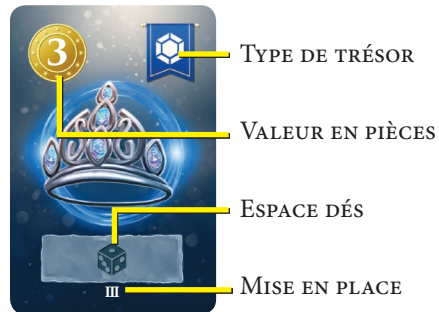 3
TYPE DE TRÉSOR
VALEUR EN PIÈCES
ESPACE DÉS
III
MISE EN PLACE